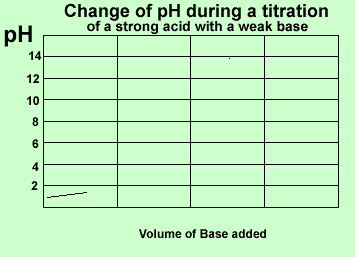 Change of pH during a titration
of a strong acid with a weak base
pH
14
12
10
8
6
4
2
Volume of Base added